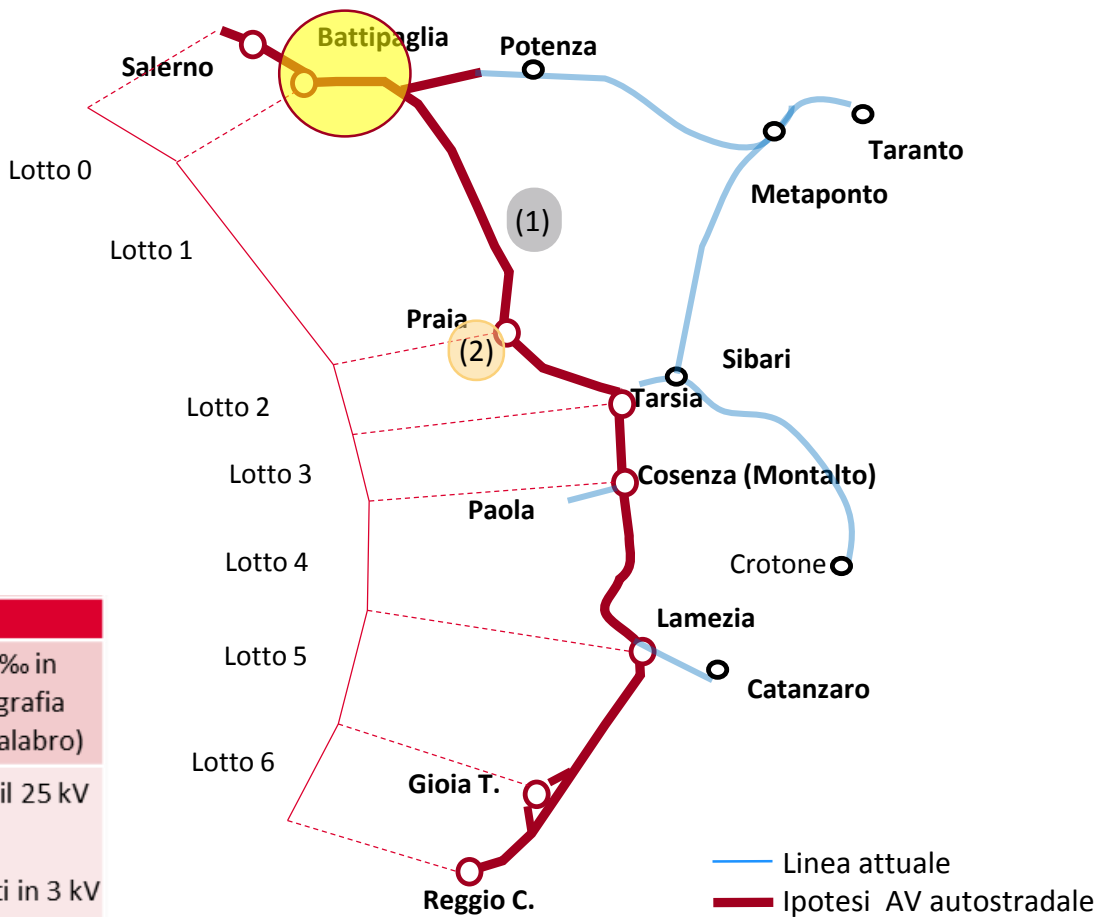 Battipaglia
Potenza
Salerno
Taranto
Lotto 0
Metaponto
(1)
Lotto 1
Praia
(2)
Sibari
Lotto 2
Tarsia
Lotto 3
Cosenza (Montalto)
Paola
Lotto 4
Crotone
Lamezia
Lotto 5
Catanzaro
Lotto 6
Gioia T.
Reggio C.
‰ in
grafia
alabro)
il 25 kV
ti in 3 kV
Linea attuale
Ipotesi AV autostradale